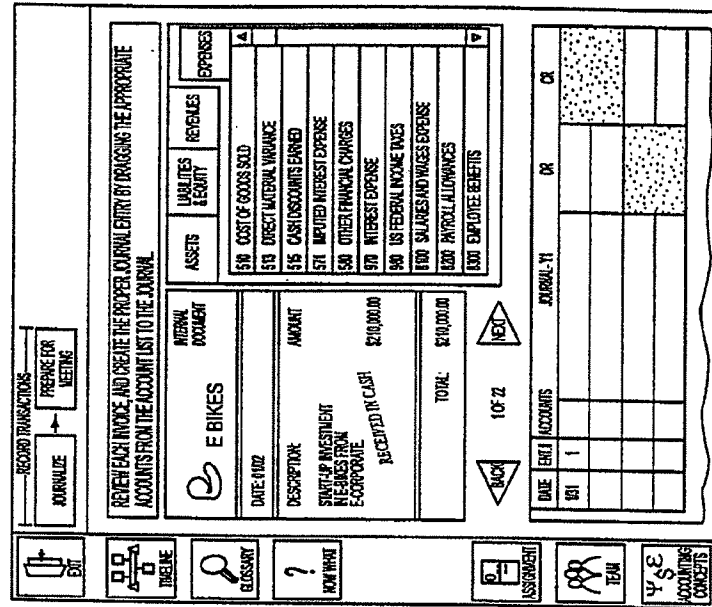 RECORD TRANSACTIONS
JOURNALIZE
PREPARE FOR
MEETING
EXIT
TIMELINE
GLOSSARY
?
NOW WHAT
ASSIGNMENT
TEAM
ACCOUNTING
CONCEPTS
REVIEW EACH INVOICE, AND CREATE THE PROPER JOURNAL ENTRY BY DRAGGING THE APPROPRIATE
ACCOUNTS FROM THE ACCOUNT LIST TO THE JOURNAL.
E BIKES
INTERNAL
DOCUMENT
DATE: 01/02
DESCRIPTION: AMOUNT
START-UP INVESTMENT
IN E-BIKES FROM
E-CORPORATE. $210,000.00
RECEIVED IN CASH
TOTAL: $210,000.00
BACK 1 OF 22 NEXT
ASSETS
LIABILITIES
& EQUITY
REVENUES
EXPENSES
510 COST OF GOODS SOLD
513 DIRECT MATERIAL VARIANCE
515 CASH DISCOUNTS EARNED
571 IMPUTED INTEREST EXPENSE
580 OTHER FINANCIAL CHARGES
970 INTEREST EXPENSE
980 US FEDERAL INCOME TAXES
8100 SALARIES AND WAGES EXPENSE
8200 PAYROLL ALLOWANCES
8300 EMPLOYEE BENEFITS
DATE ENT.# ACCOUNTS JOURNAL-Y1 CR CR
1/31 1